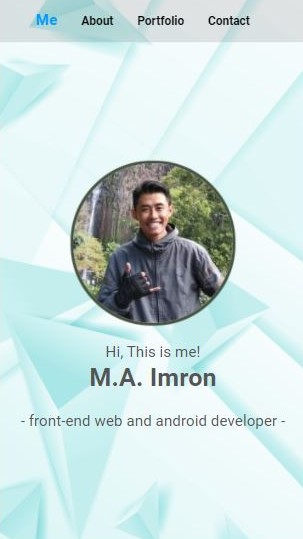 Me About Portfolio Contact
Hi, This is me!
M.A. Imron
- front-end web and android developer -